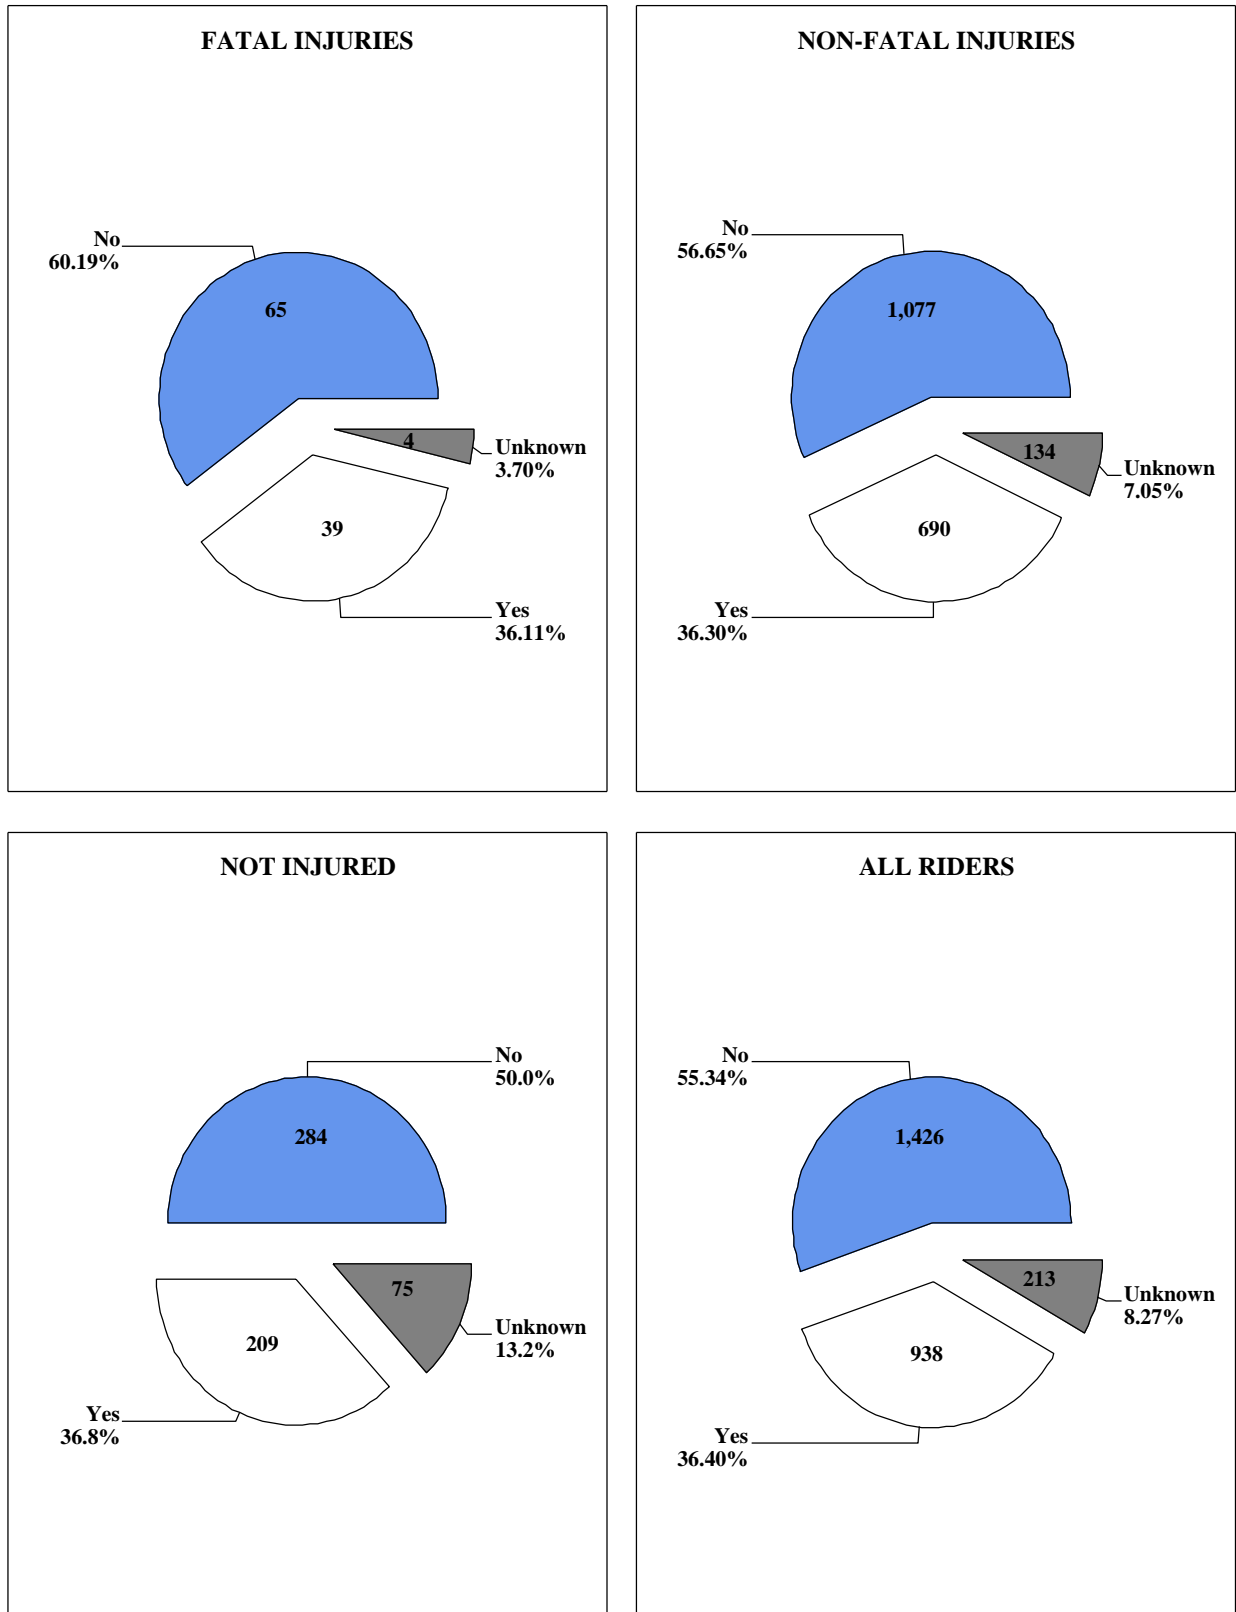 FATAL INJURIES
No
60.19%
65
4
Unknown
3.70%
39
Yes
36.11%
NON-FATAL INJURIES
No
56.65%
1,077
134
Unknown
7.05%
690
Yes
36.30%
NOT INJURED
No
50.0%
284
75
Unknown
13.2%
209
Yes
36.8%
ALL RIDERS
No
55.34%
1,426
213
Unknown
8.27%
938
Yes
36.40%